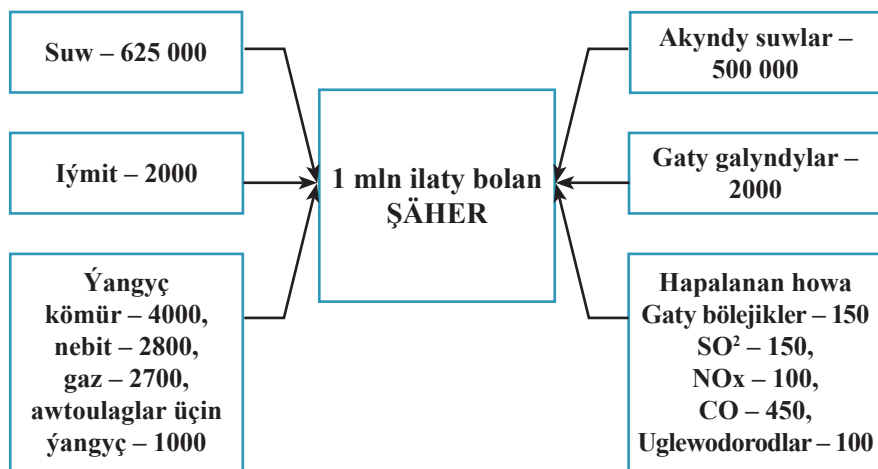 Suw – 625 000
Iýmit – 2000
Ýangyç
kömür – 4000,
nebit – 2800,
gaz – 2700,
awtoulaglar üçin
ýangyç – 1000
1 mln ilaty bolan
ŞÄHER
Akyndy suwlar –
500 000
Gaty galyndylar –
2000
Hapalanan howa
Gaty bölejikler – 150
SO² – 150,
NOx – 100,
CO – 450,
Uglewodorodlar – 100